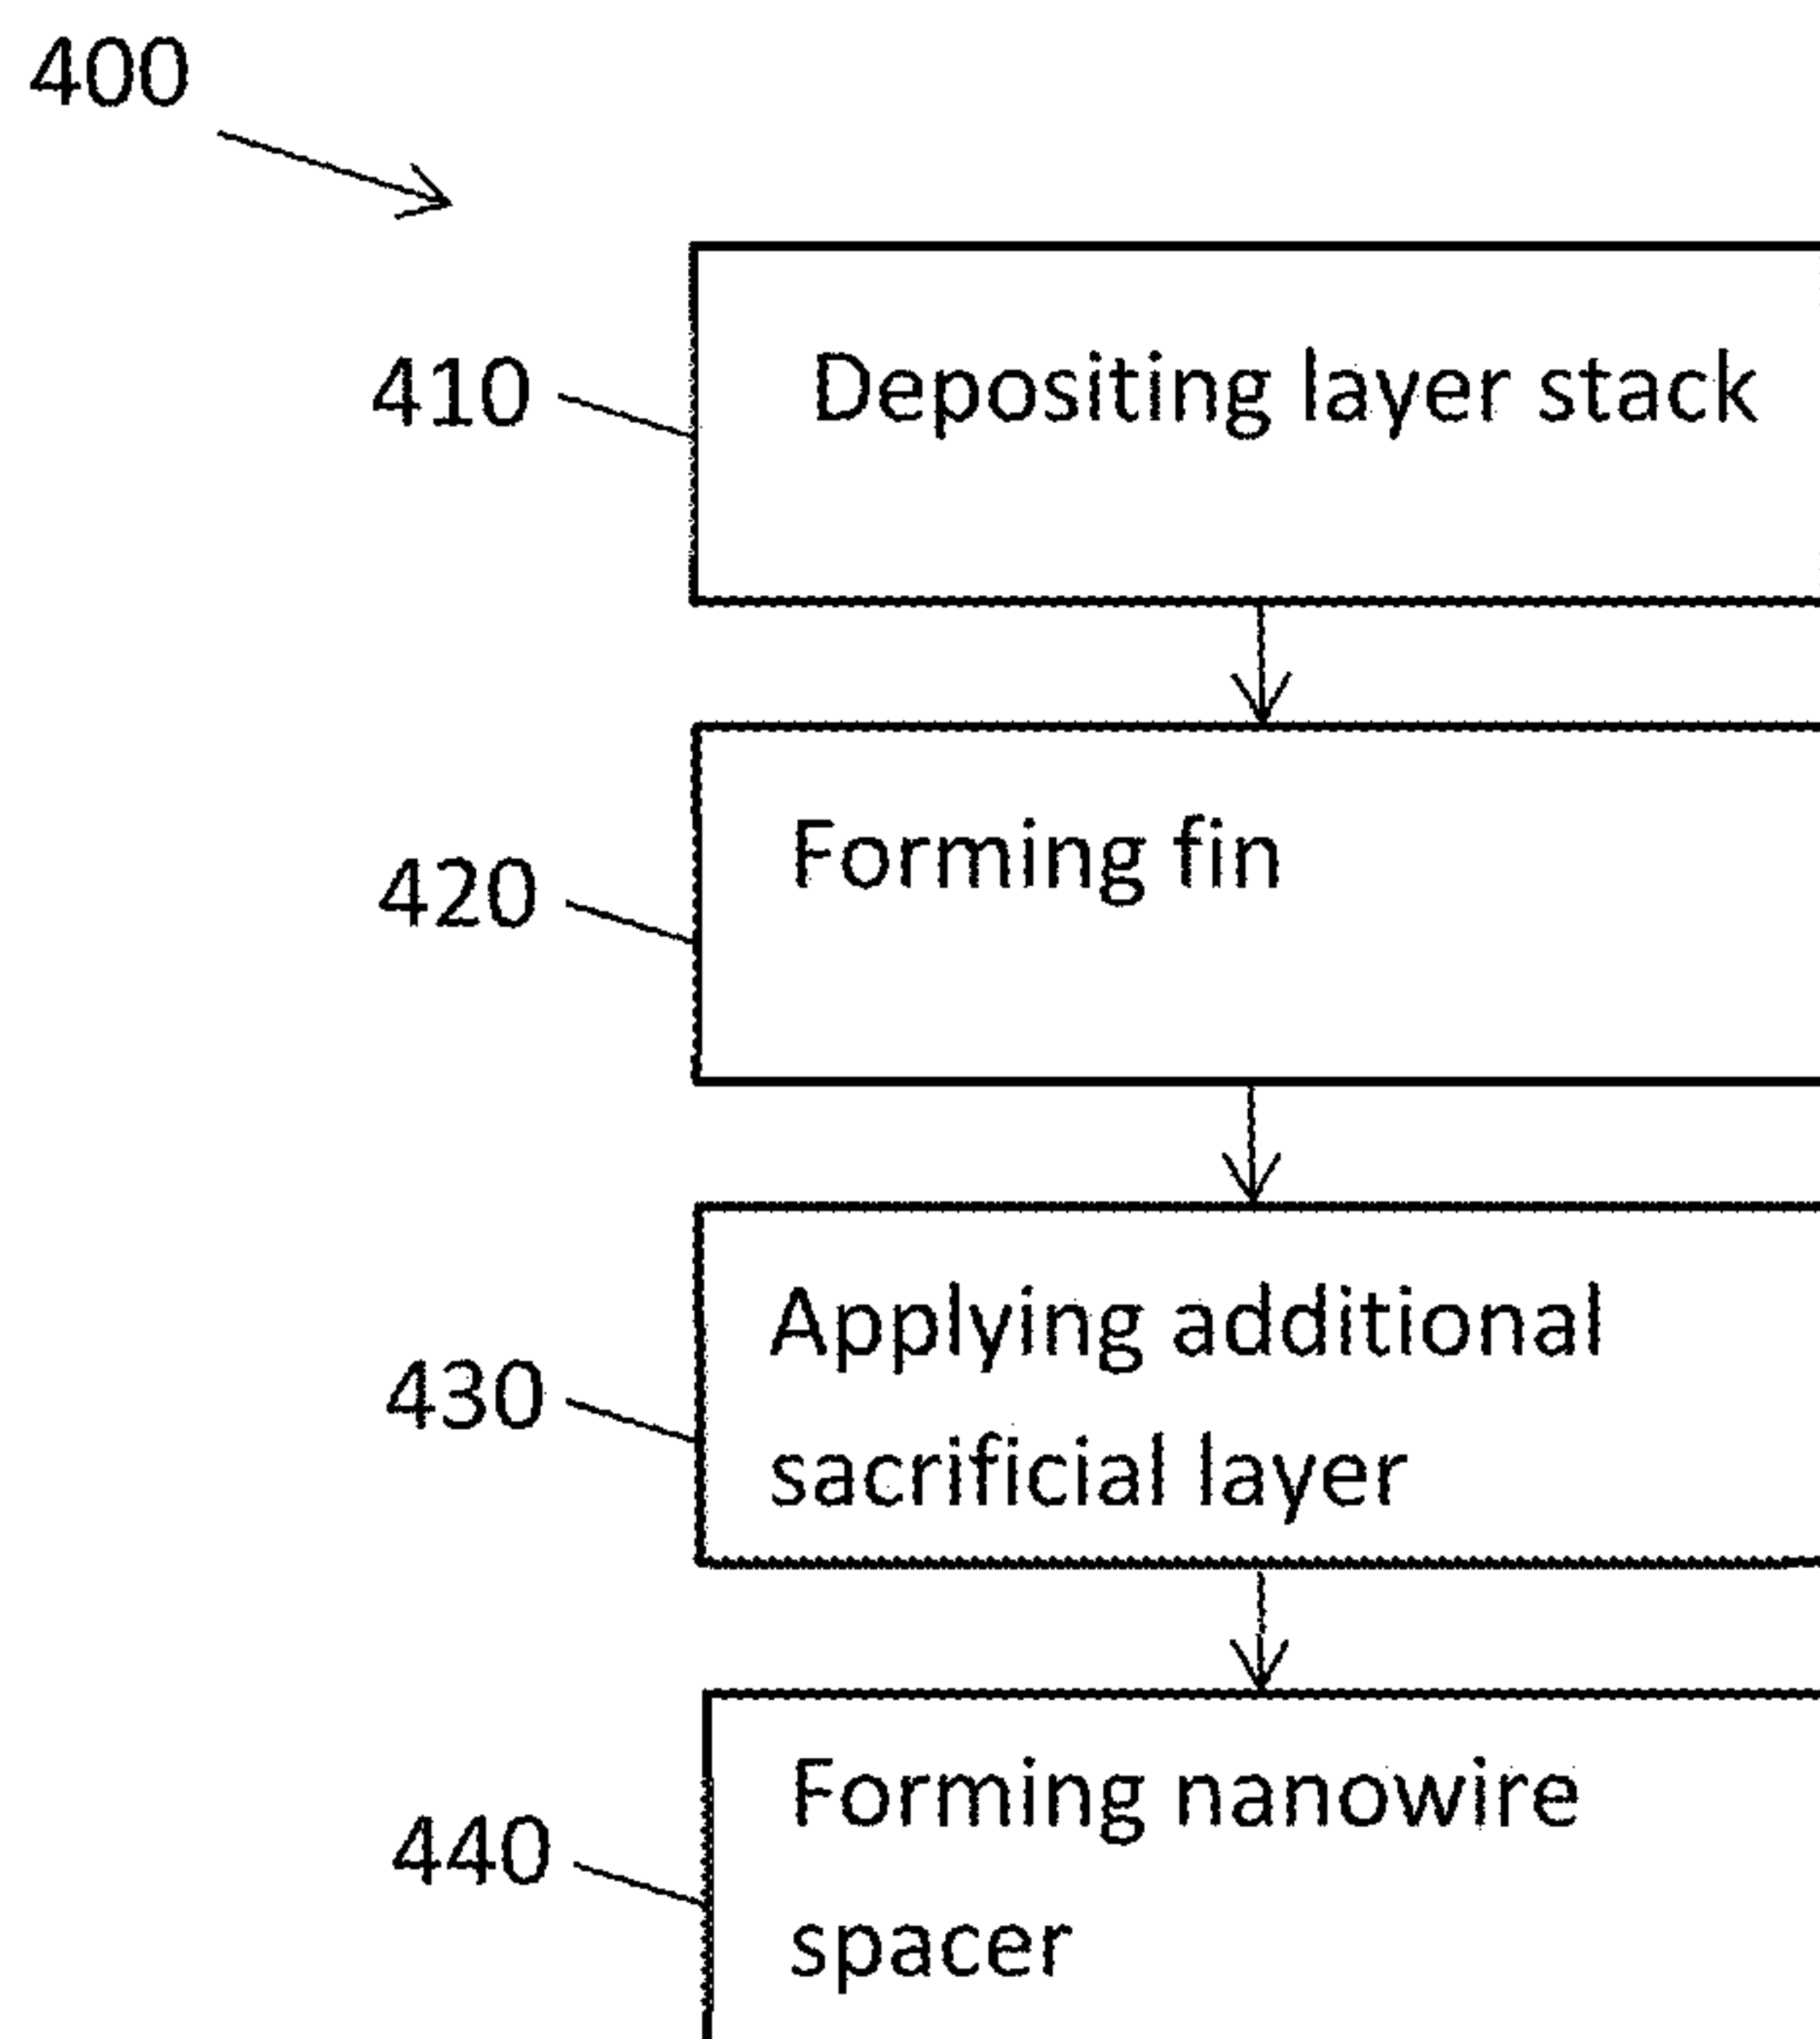 400
410
Depositing layer stack
420
Forming fin
430
Applying additional
sacrificial layer
440
Forming nanowire
spacer